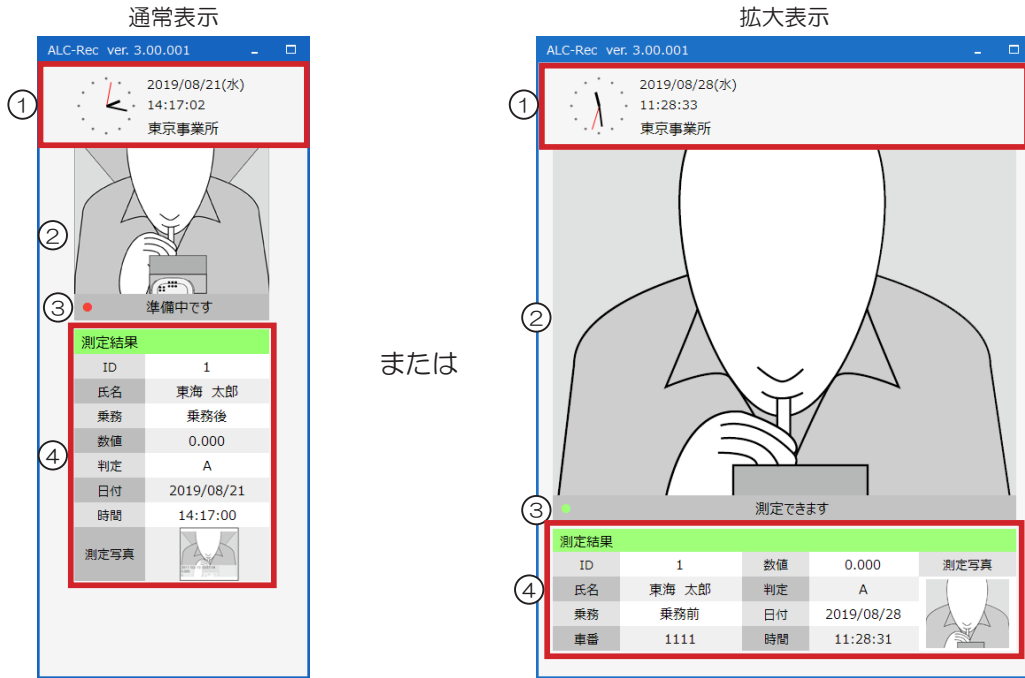 通常表示
ALC-Rec ver. 3.00.001
①
2019/08/21(水)
14:17:02
東京事業所
②
③
準備中です
④
測定結果
ID 1
氏名 東海 太郎
乗務 乗務後
数値 0.000
判定 A
日付 2019/08/21
時間 14:17:00
測定写真
または
拡大表示
ALC-Rec ver. 3.00.001
①
2019/08/28(水)
11:28:33
東京事業所
②
③
測定できます
④
測定結果
ID 1 数値 0.000 測定写真
氏名 東海 太郎 判定 A
乗務 乗務前 日付 2019/08/28
車番 1111 時間 11:28:31